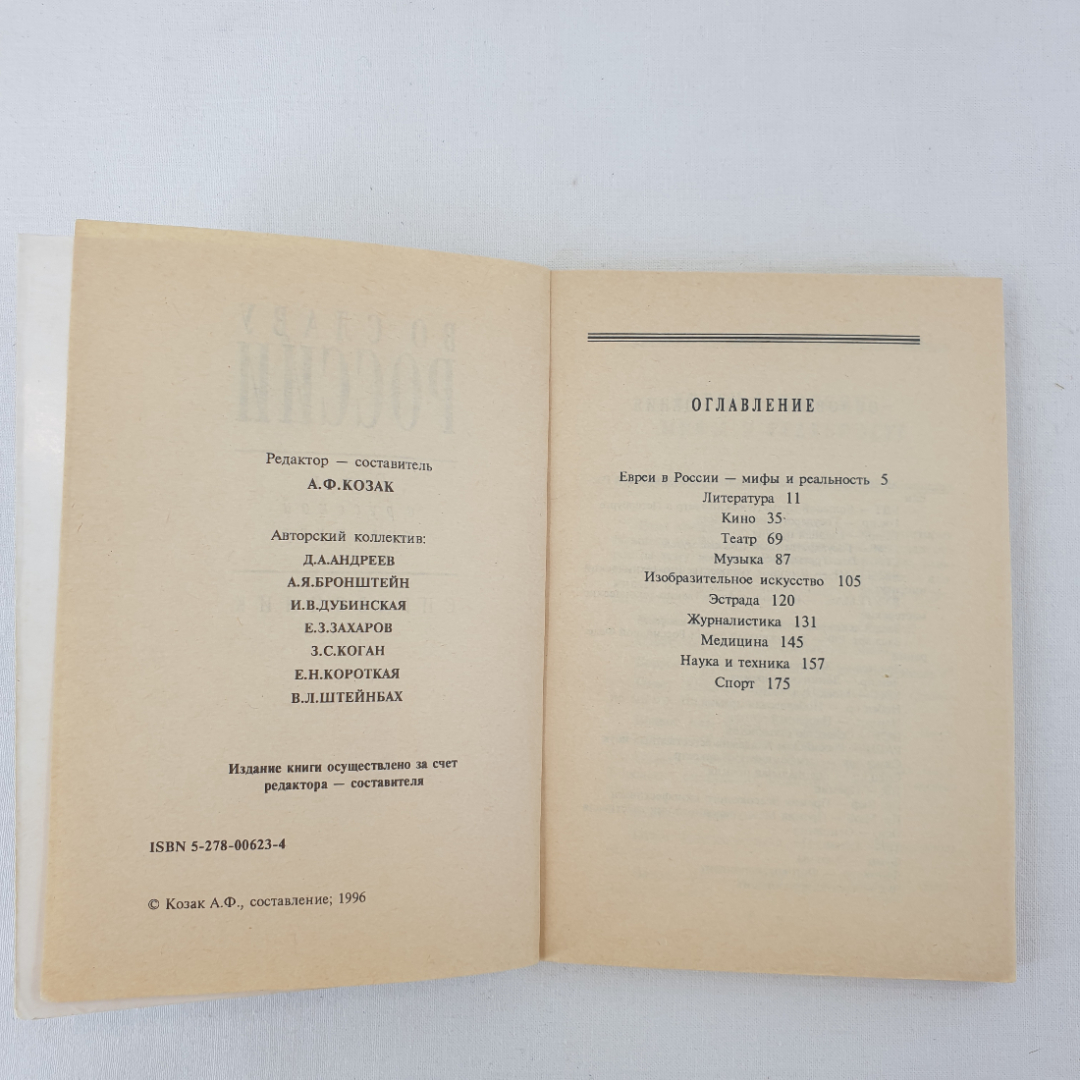 Редактор — составитель
А.Ф.КОЗАК
Авторский коллектив:
Д.А.АНДРЕЕВ
А.Я.БРОНШТЕЙН
И.В.ДУБИНСКАЯ
Е.З.ЗАХАРОВ
З.С.КОГАН
Е.Н.КОРОТКАЯ
В.Л.ШТЕЙНБАХ
Издание книги осуществлено за счет
редактора — составителя
ISBN 5-278-00623-4
© Козак А.Ф., составление; 1996
ОГЛАВЛЕНИЕ
Евреи в России — мифы и реальность 5
Литература 11
Кино 35
Театр 69
Музыка 87
Изобразительное искусство 105
Эстрада 120
Журналистика 131
Медицина 145
Наука и техника 157
Спорт 175